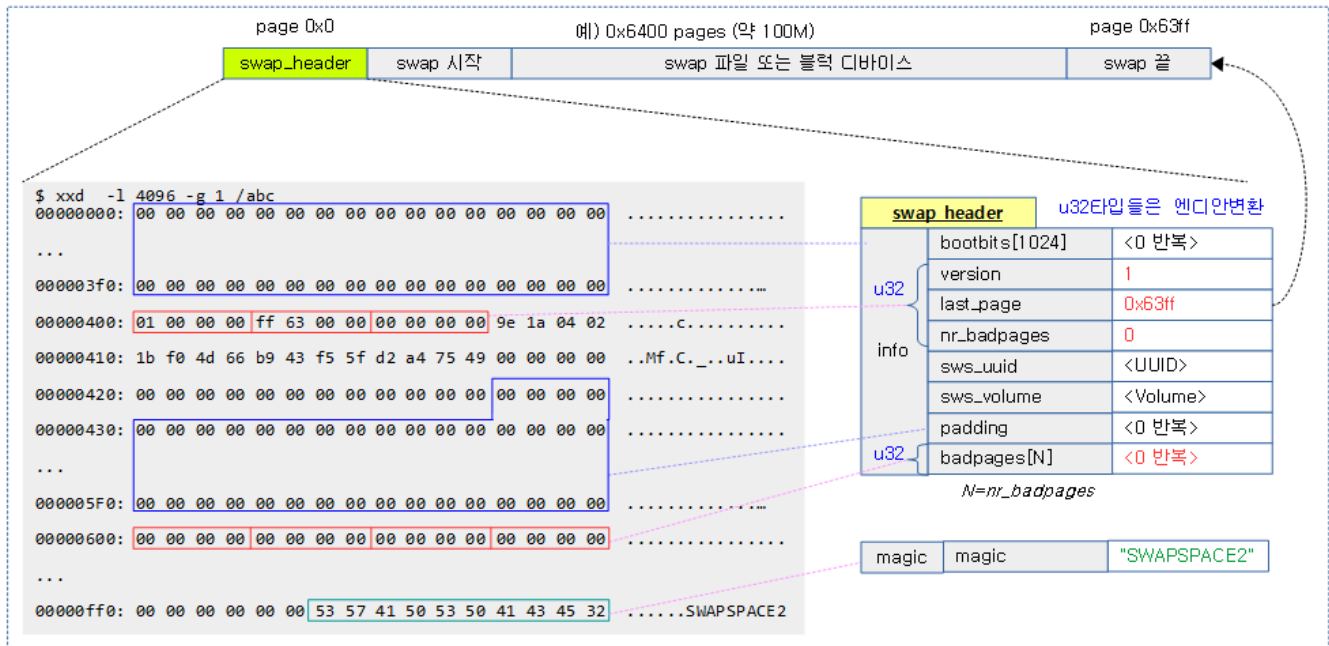 page 0x0
예) 0x6400 pages (약 100M)
page 0x63ff
swap_header
swap 시작
swap 파일 또는 블럭 디바이스
swap 끝
$ xxd -l 4096 -g 1 /abc
00000000: 00 00 00 00 00 00 00 00 00 00 00 00 00 00 00 00 ................
...
000003f0: 00 00 00 00 00 00 00 00 00 00 00 00 00 00 00 00 .............…
00000400: 01 00 00 00 ff 63 00 00 00 00 00 00 9e 1a 04 02 .....c..........
00000410: 1b f0 4d 66 b9 43 f5 5f d2 a4 75 49 00 00 00 00 ..Mf.C._..uI....
00000420: 00 00 00 00 00 00 00 00 00 00 00 00 00 00 00 00 ................
00000430: 00 00 00 00 00 00 00 00 00 00 00 00 00 00 00 00 ................
...
000005F0: 00 00 00 00 00 00 00 00 00 00 00 00 00 00 00 00 .............…
00000600: 00 00 00 00 00 00 00 00 00 00 00 00 00 00 00 00 ................
...
00000ff0: 00 00 00 00 00 00 53 57 41 50 53 50 41 43 45 32 ......SWAPSPACE2
swap_header
u32타입들은 엔디안변환
bootbits[1024] <0 반복>
u32
version 1
last_page 0x63ff
nr_badpages 0
info
sws_uuid <UUID>
sws_volume <Volume>
padding <0 반복>
u32
badpages[N] <0 반복>
N=nr_badpages
magic magic "SWAPSPACE2"